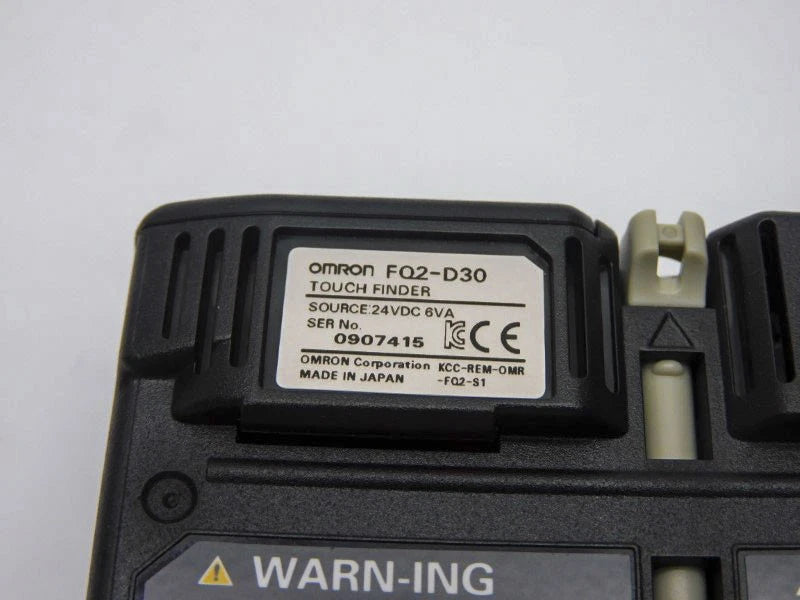 OMRON FQ2-D30
TOUCH FINDER
SOURCE:24VDC 6VA
SER No.
0907415
OMRON Corporation KCC-REM-OMR
MADE IN JAPAN -FQ2-S1
WARN-ING